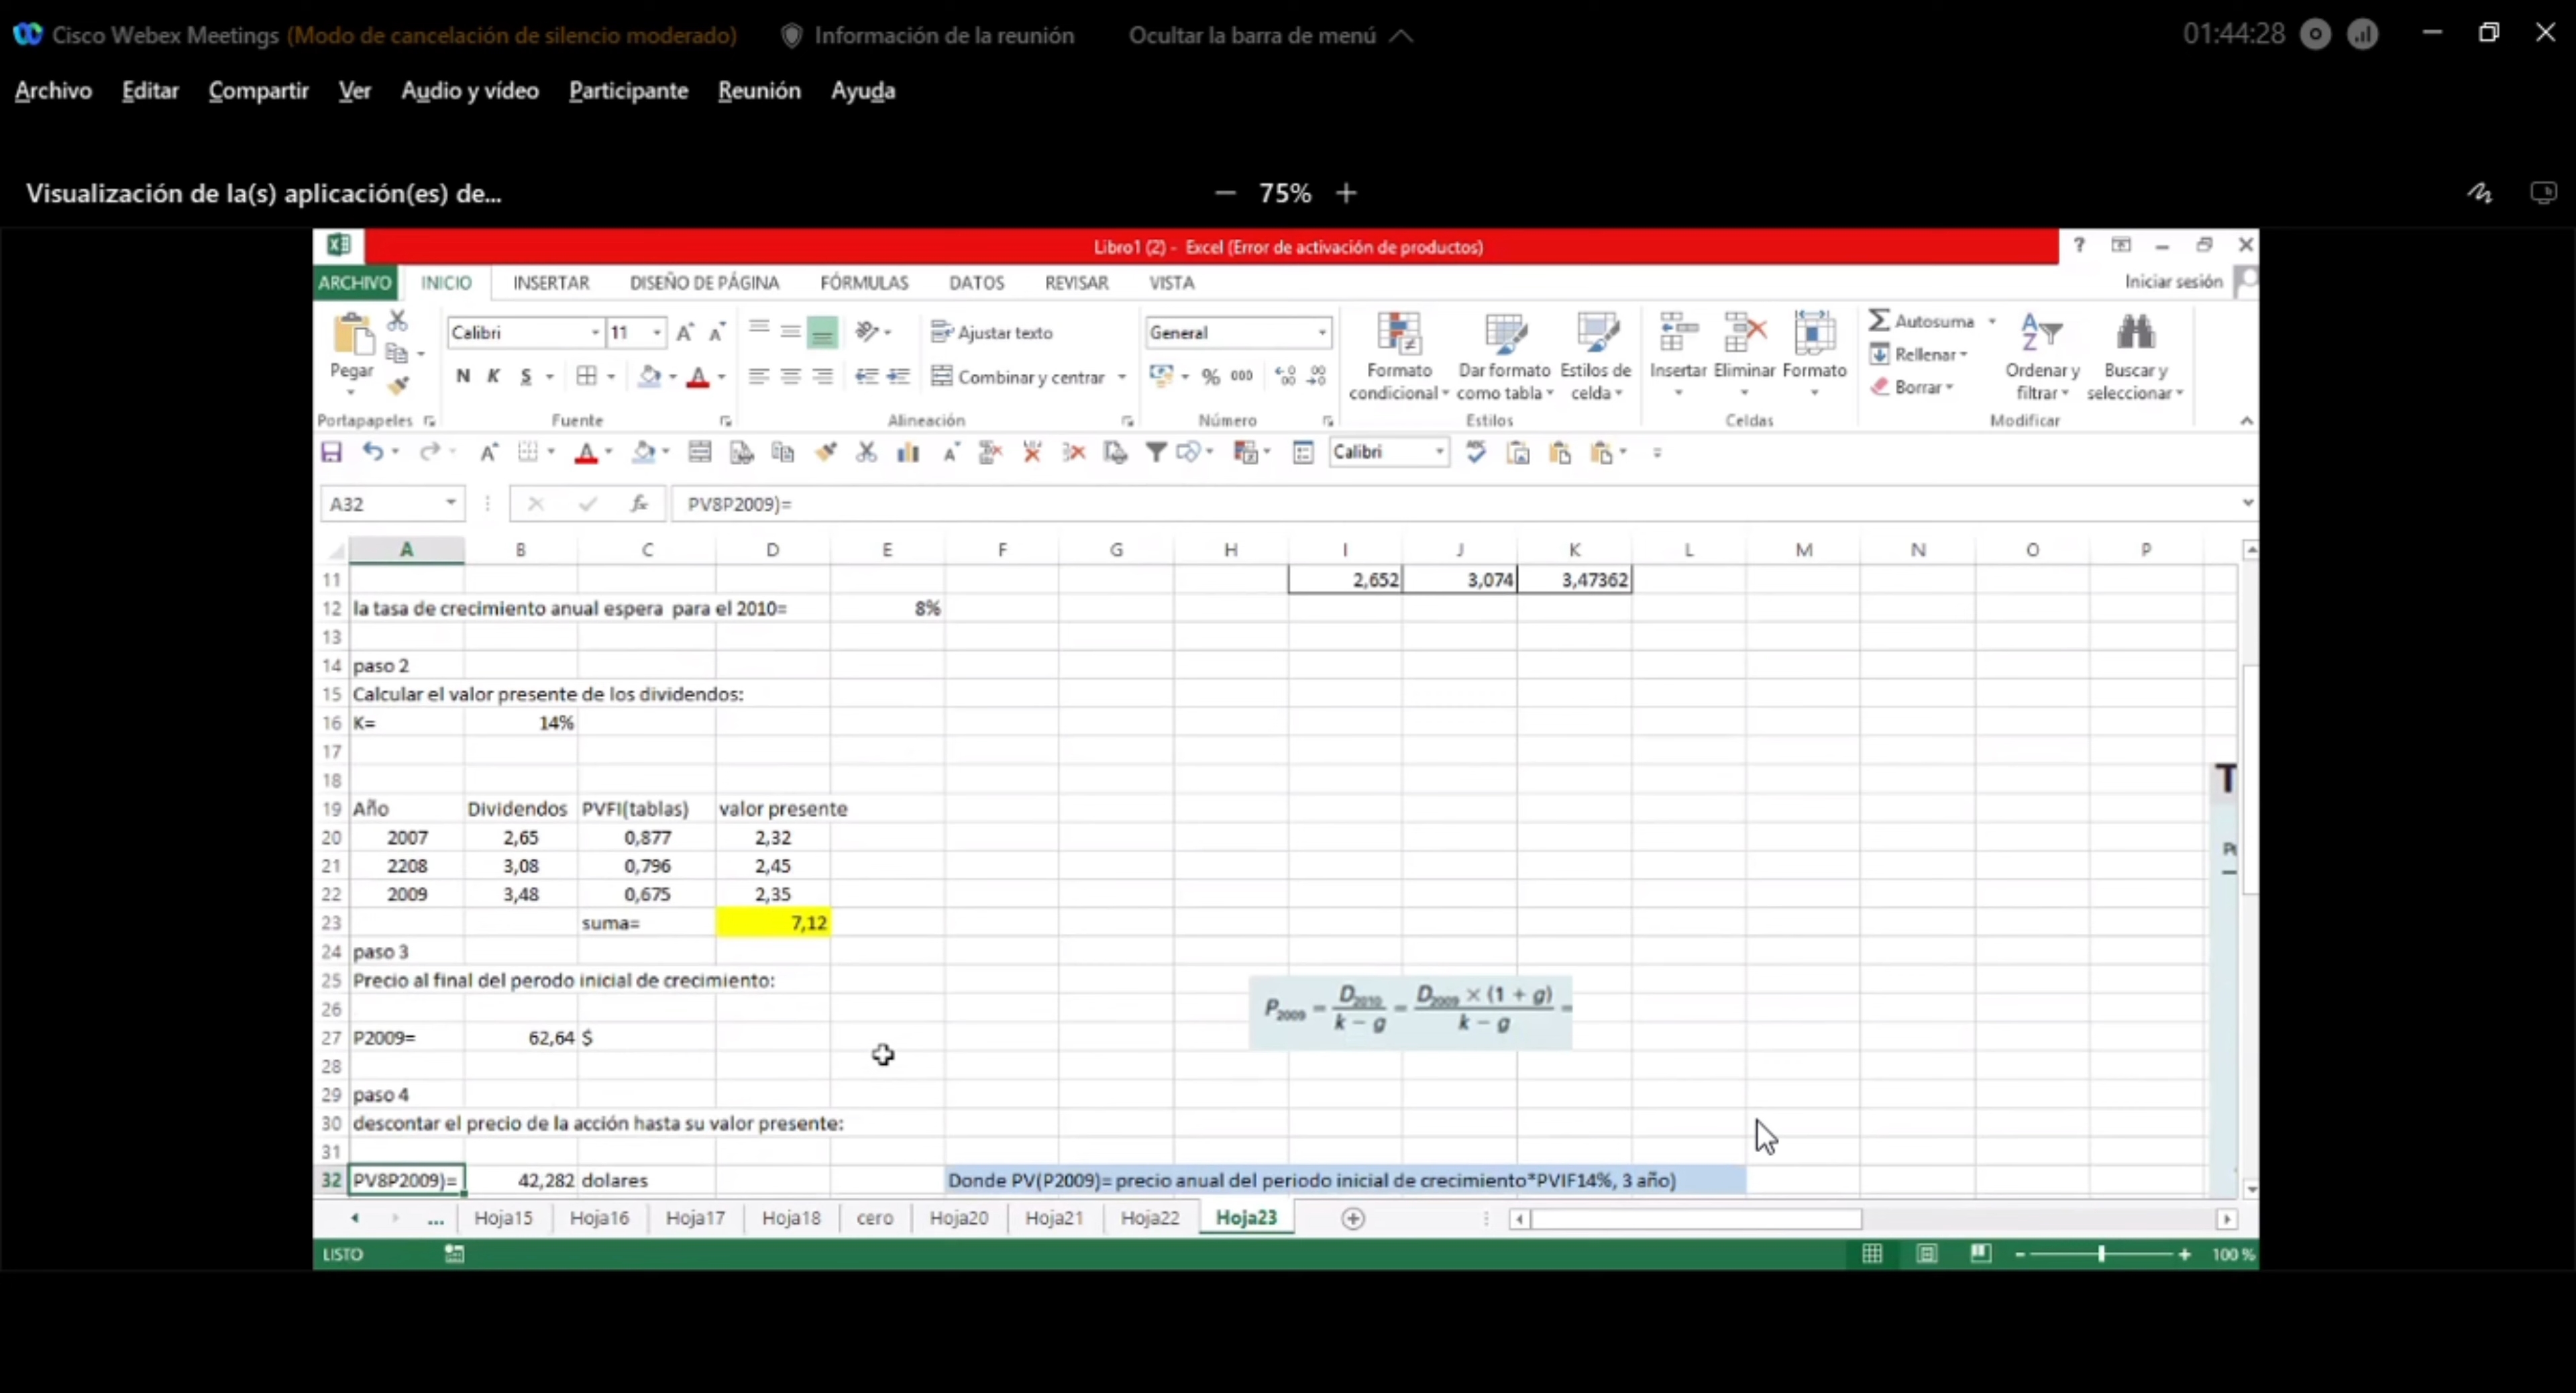 Cisco Webex Meetings (Modo de cancelación de silencio moderado) Información de la reunión Ocultar la barra de menú 01:44:28
Archivo Editar Compartir Ver Audio y vídeo Participante Reunión Ayuda
Visualización de la(s) aplicación(es) de... 75%
Libro1 (2) - Excel (Error de activación de productos)
ARCHIVO INICIO INSERTAR DISEÑO DE PÁGINA FÓRMULAS DATOS REVISAR VISTA Iniciar sesión
Calibri 11 Ajustar texto General Autosuma
Rellenar
Pegar N K S Combinar y centrar % 000 Formato Dar formato Estilos de Insertar Eliminar Formato Ordenar y Buscar y
Borrar condicional como tabla celda filtrar seleccionar
Portapapeles Fuente Alineación Número Estilos Celdas Modificar
Calibri
A32 fx PV8P2009)=
A B C D E F G H I J K L M N O P
11 2,652 3,074 3,47362
12 la tasa de crecimiento anual espera para el 2010= 8%
13
14 paso 2
15 Calcular el valor presente de los dividendos:
16 K= 14%
17
18
19 Año Dividendos PVFI(tablas) valor presente
20 2007 2,65 0,877 2,32
21 2208 3,08 0,796 2,45
22 2009 3,48 0,675 2,35
23 suma= 7,12
24 paso 3
25 Precio al final del perodo inicial de crecimiento:
26 P2009 = D2010 / k − g = D2009 × (1 + g) / k − g =
27 P2009= 62,64 $
28
29 paso 4
30 descontar el precio de la acción hasta su valor presente:
31
32 PV8P2009)= 42,282 dolares Donde PV(P2009)= precio anual del periodo inicial de crecimiento*PVIF14%, 3 año)
... Hoja15 Hoja16 Hoja17 Hoja18 cero Hoja20 Hoja21 Hoja22 Hoja23
LISTO 100 %